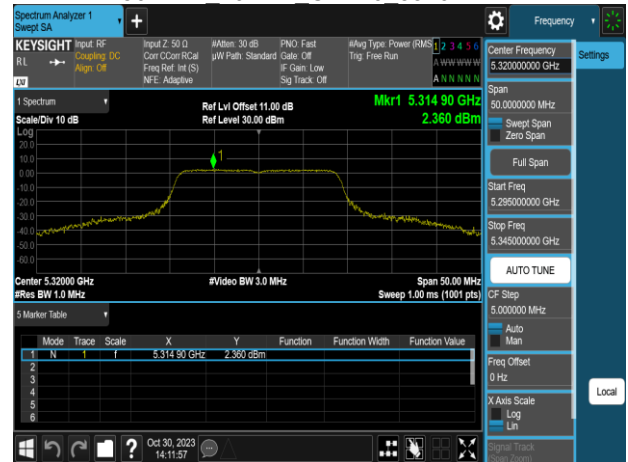 Spectrum Analyzer 1
Swept SA
+
Frequency
KEYSIGHT
RL
LXI
Input: RF
Coupling: DC
Align: Off
Input Z: 50 Ω
Corr CCorr RCal
Freq Ref: Int (S)
NFE: Adaptive
#Atten: 30 dB
µW Path: Standard
PNO: Fast
Gate: Off
IF Gain: Low
Sig Track: Off
#Avg Type: Power (RMS
Trig: Free Run
1 2 3 4 5 6
A W W W W W
A N N N N N
1 Spectrum
Scale/Div 10 dB
Ref Lvl Offset 11.00 dB
Ref Level 30.00 dBm
Mkr1 5.314 90 GHz
2.360 dBm
Log
20.0
10.0
0.00
-10.0
-20.0
-30.0
-40.0
-50.0
-60.0
1
Center 5.32000 GHz
#Res BW 1.0 MHz
#Video BW 3.0 MHz
Span 50.00 MHz
Sweep 1.00 ms (1001 pts)
5 Marker Table
Mode Trace Scale X Y Function Function Width Function Value
1 N 1 f 5.314 90 GHz 2.360 dBm
2
3
4
5
6
Oct 30, 2023
14:11:57
?
Center Frequency
5.320000000 GHz
Span
50.0000000 MHz
Swept Span
Zero Span
Full Span
Start Freq
5.295000000 GHz
Stop Freq
5.345000000 GHz
AUTO TUNE
CF Step
5.000000 MHz
Auto
Man
Freq Offset
0 Hz
X Axis Scale
Log
Lin
Signal Track
(Span Zoom)
Settings
Local